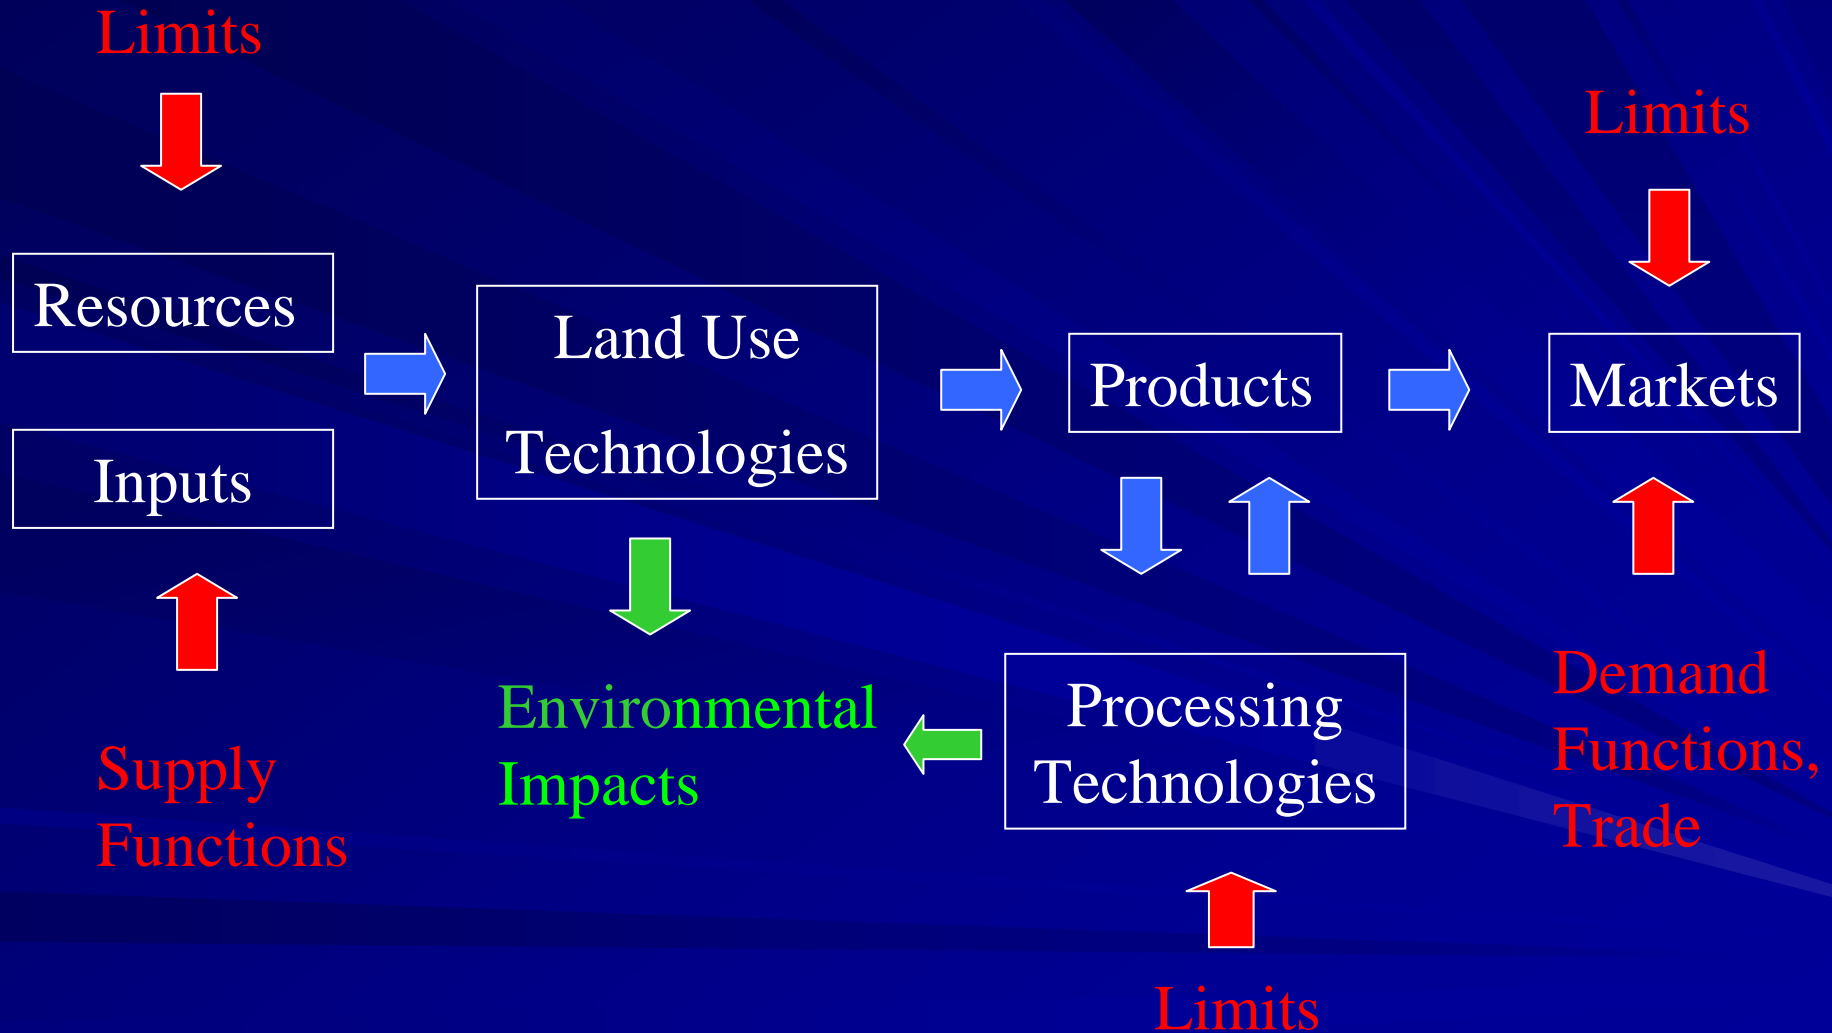 Limits
Limits
Resources
Land Use
Technologies
Products
Markets
Inputs
Environmental
Impacts
Processing
Technologies
Demand
Functions,
Trade
Supply
Functions
Limits